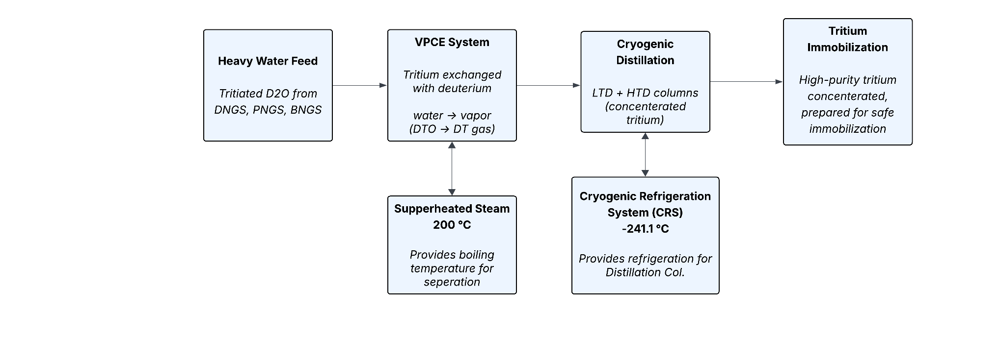 Heavy Water Feed
Tritiated D2O from
DNGS, PNGS, BNGS
VPCE System
Tritium exchanged
with deuterium
water → vapor
(DTO → DT gas)
Cryogenic
Distillation
LTD + HTD columns
(concenterated
tritium)
Tritium
Immobilization
High-purity tritium
concenterated,
prepared for safe
immobilization
Supperheated Steam
200 °C
Provides boiling
temperature for
seperation
Cryogenic Refrigeration
System (CRS)
-241.1 °C
Provides refrigeration for
Distillation Col.